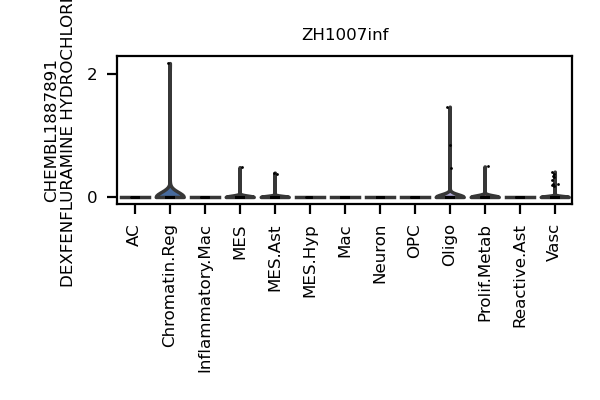 ZH1007inf
CHEMBL1887891
DEXFENFLURAMINE HYDROCHLORI
2
0
AC
Chromatin.Reg
Inflammatory.Mac
MES
MES.Ast
MES.Hyp
Mac
Neuron
OPC
Oligo
Prolif.Metab
Reactive.Ast
Vasc